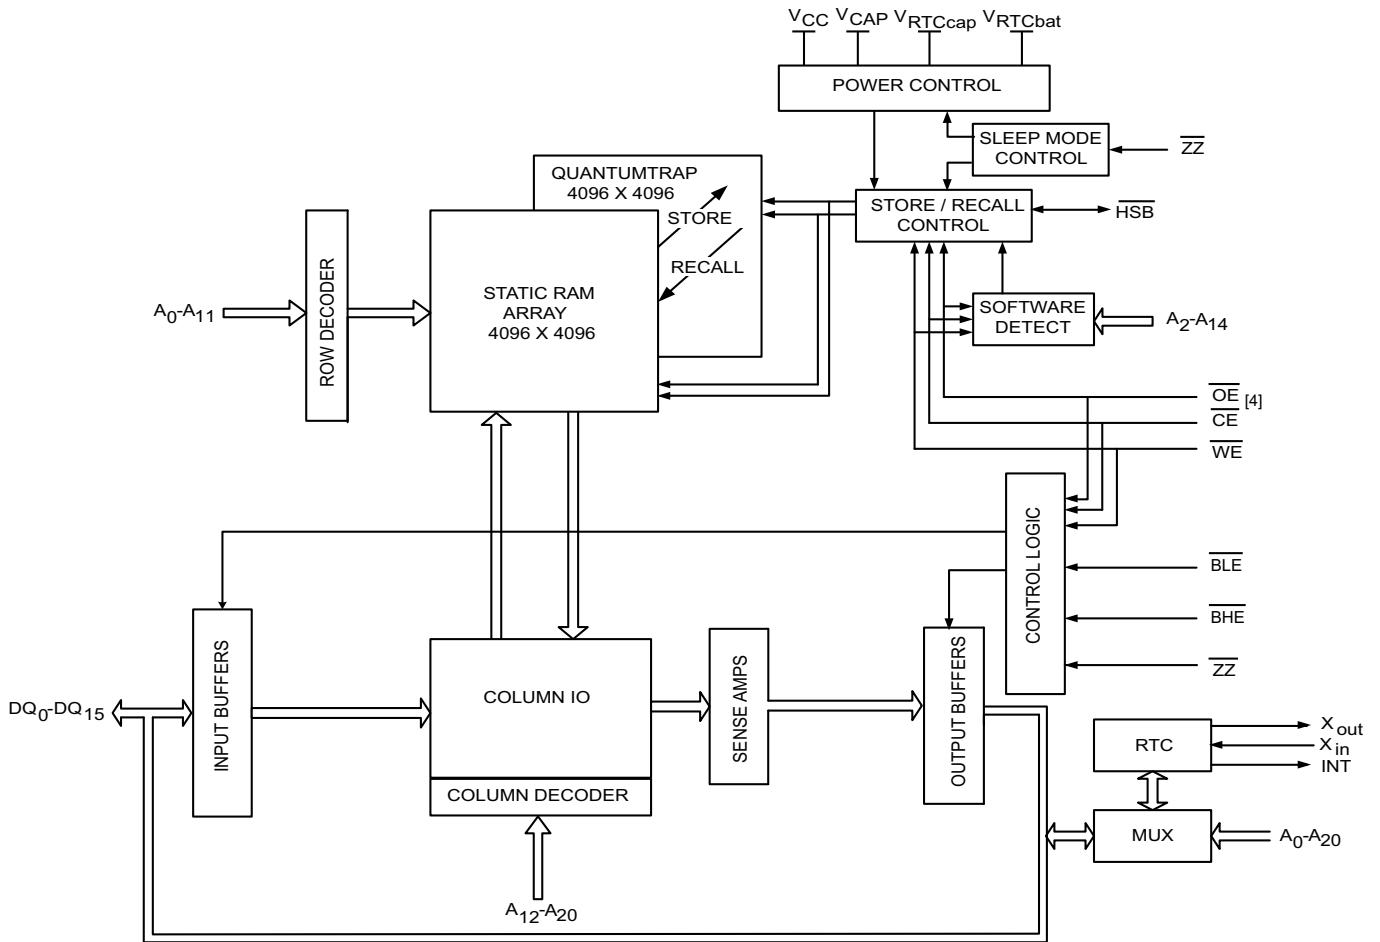 VCC VCAP VRTCcap VRTCbat
POWER CONTROL
SLEEP MODE
CONTROL
ZZ
QUANTUMTRAP
4096 X 4096
STORE
RECALL
STORE / RECALL
CONTROL
HSB
STATIC RAM
ARRAY
4096 X 4096
ROW DECODER
A0-A11
SOFTWARE
DETECT
A2-A14
OE [4]
CE
WE
CONTROL LOGIC
BLE
BHE
ZZ
INPUT BUFFERS
COLUMN IO
SENSE AMPS
OUTPUT BUFFERS
DQ0-DQ15
COLUMN DECODER
RTC
Xout
Xin
INT
MUX
A0-A20
A12-A20